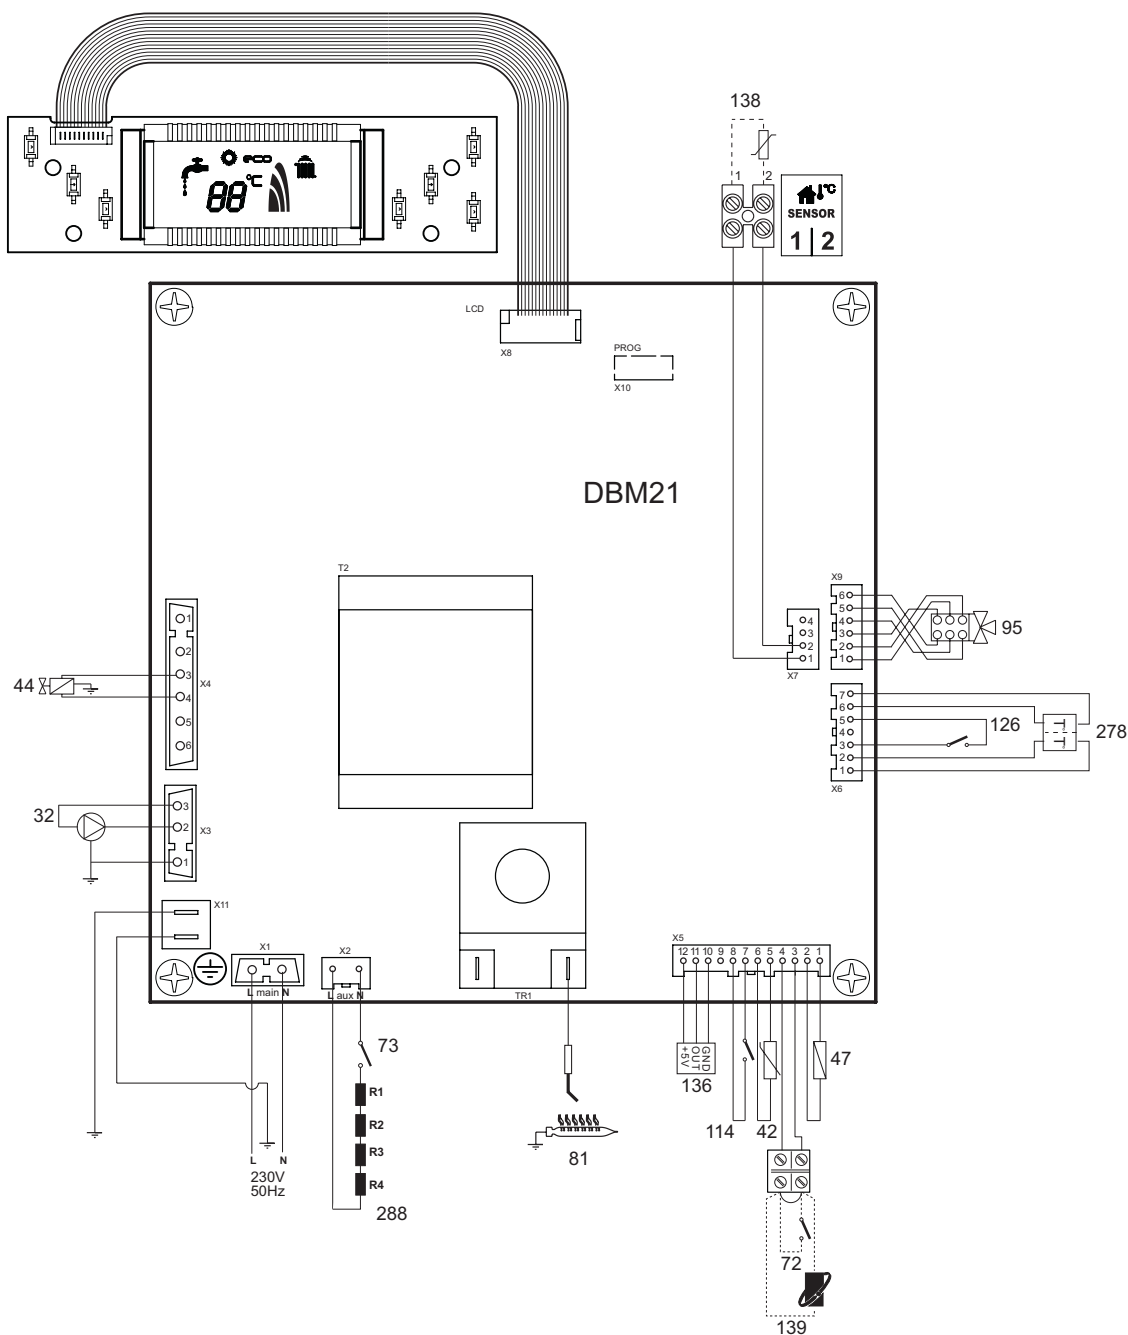 138
eco
88 °C
1 2
°C
SENSOR
1 2
LCD
X8
PROG
X10
DBM21
T2
X9
6
5
4
3
2
1
95
4
3
2
1
X7
7
6
5
4
3
2
1
X6
126
278
1
2
3
4
5
6
X4
44
3
2
1
X3
32
X11
X1
L main N
X2
L aux N
TR1
X5
12 11 10 9 8 7 6 5 4 3 2 1
73
R1
R2
R3
R4
288
L N
230V
50Hz
81
+5V
OUT
GND
136
114
42
47
72
139